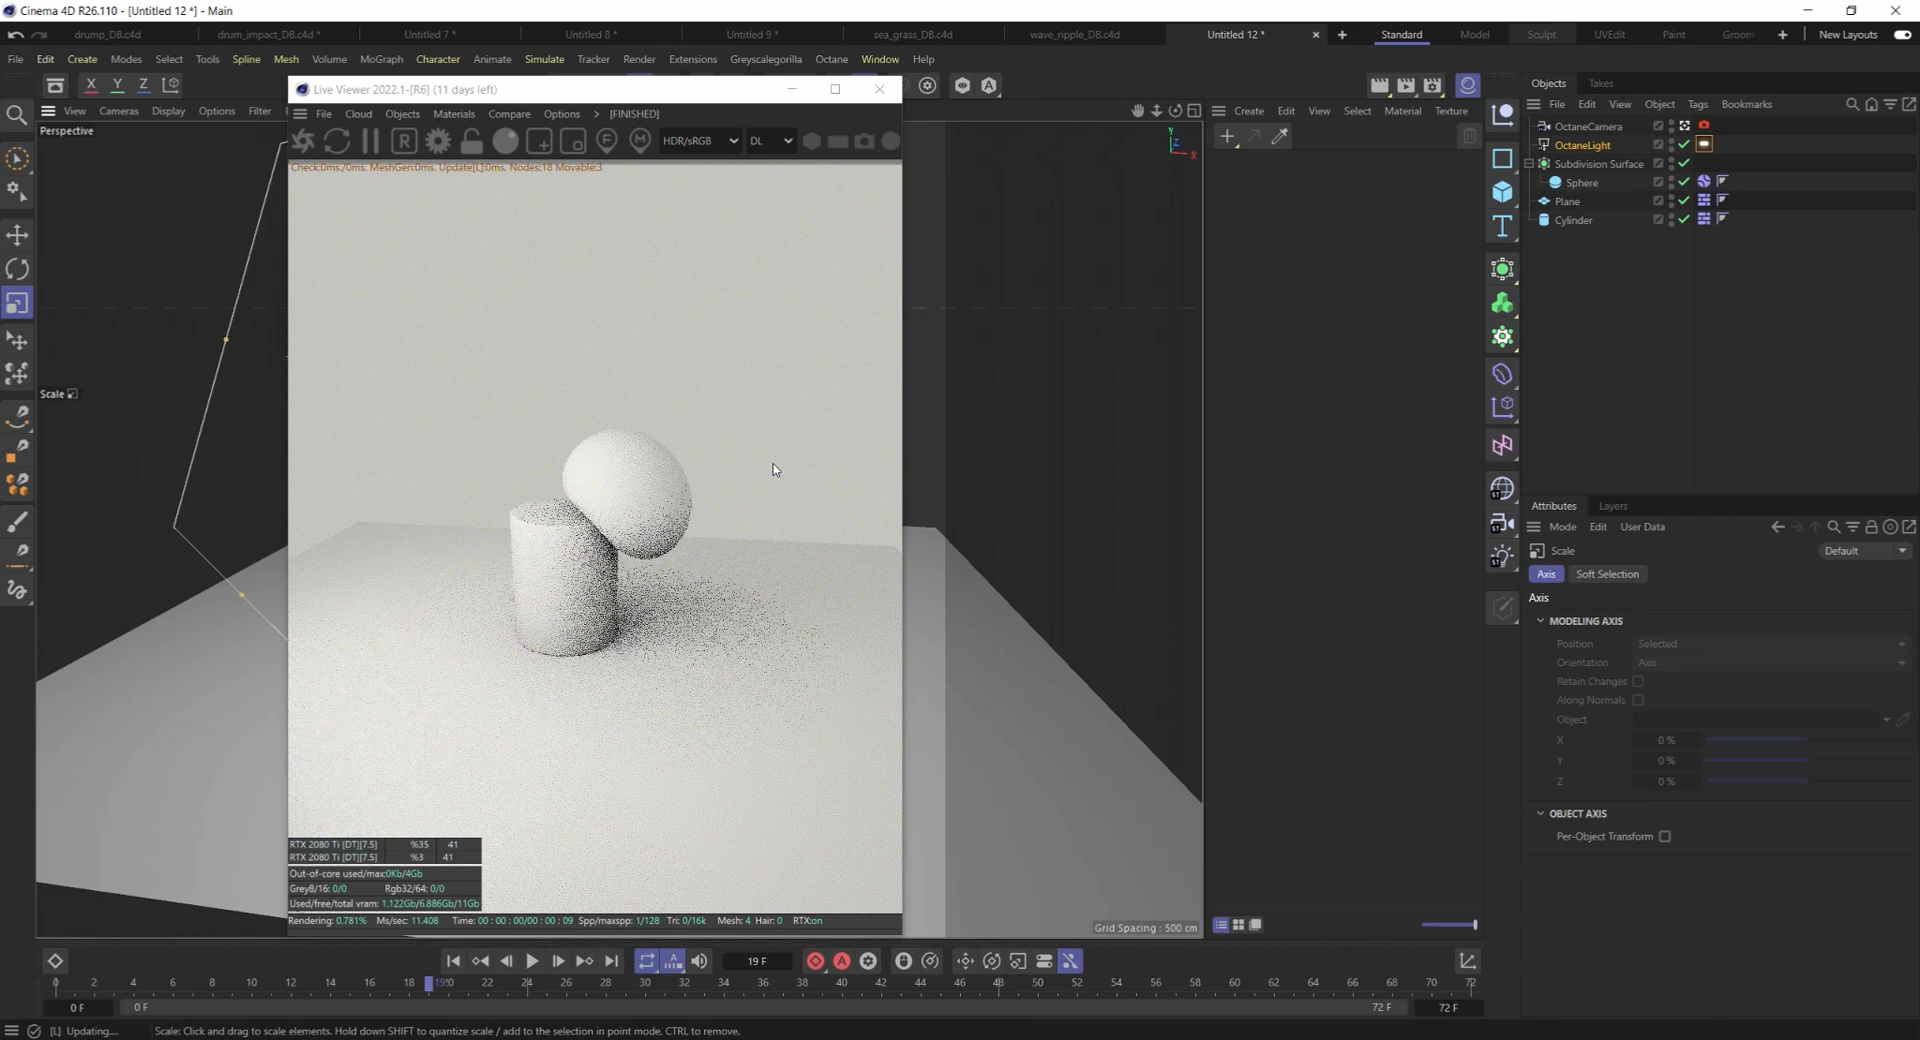 Cinema 4D R26.110 - [Untitled 12 *] - Main
drump_DB.c4d drum_impact_DB.c4d * Untitled 7 * Untitled 8 * Untitled 9 * sea_grass_DB.c4d wave_ripple_DB.c4d Untitled 12 * Standard Model Sculpt UVEdit Paint Groom New Layouts
File Edit Create Modes Select Tools Spline Mesh Volume MoGraph Character Animate Simulate Tracker Render Extensions Greyscalegorilla Octane Window Help
X Y Z
View Cameras Display Options Filter
Perspective
Scale
Live Viewer 2022.1-[R6] (11 days left)
File Cloud Objects Materials Compare Options > [FINISHED]
HDR/sRGB DL
Check:0ms./0ms. MeshGen:0ms. Update[L]:0ms. Nodes:18 Movable:3
RTX 2080 Ti [DT][7.5] %35 41
RTX 2080 Ti [DT][7.5] %3 41
Out-of-core used/max:0Kb/4Gb
Grey8/16: 0/0 Rgb32/64: 0/0
Used/free/total vram: 1.122Gb/6.886Gb/11Gb
Rendering: 0.781% Ms/sec: 11.408 Time: 00 : 00 : 00/00 : 00 : 09 Spp/maxspp: 1/128 Tri: 0/16k Mesh: 4 Hair: 0 RTX:on
Y Z X
Grid Spacing : 500 cm
Create Edit View Select Material Texture
Objects Takes
File Edit View Object Tags Bookmarks
OctaneCamera
OctaneLight
Subdivision Surface
Sphere
Plane
Cylinder
Attributes Layers
Mode Edit User Data
Scale Default
Axis Soft Selection
Axis
MODELING AXIS
Position Selected
Orientation Axis
Retain Changes
Along Normals
Object
X 0 %
Y 0 %
Z 0 %
OBJECT AXIS
Per-Object Transform
19 F
0 2 4 6 8 10 12 14 16 18 19 20 22 24 26 28 30 32 34 36 38 40 42 44 46 48 50 52 54 56 58 60 62 64 66 68 70 72
0 F 0 F 72 F 72 F
[L] Updating.... Scale: Click and drag to scale elements. Hold down SHIFT to quantize scale / add to the selection in point mode, CTRL to remove.